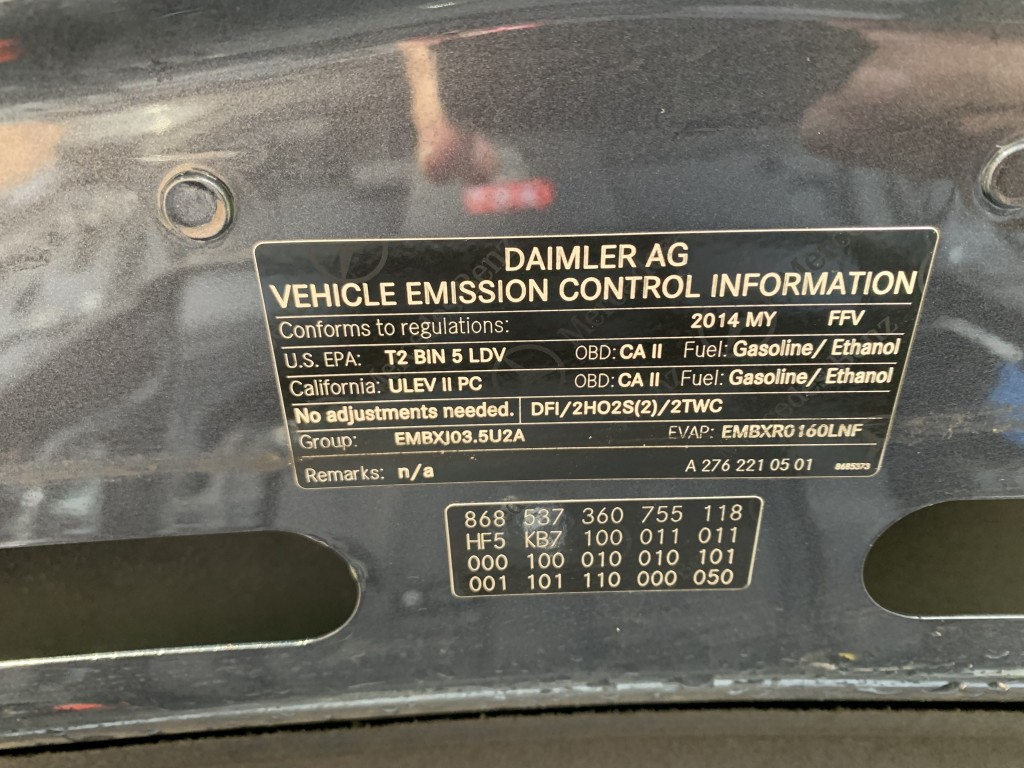 DAIMLER AG
VEHICLE EMISSION CONTROL INFORMATION
Conforms to regulations: 2014 MY FFV
U.S. EPA: T2 BIN 5 LDV OBD: CA II Fuel: Gasoline/ Ethanol
California: ULEV II PC OBD: CA II Fuel: Gasoline/ Ethanol
No adjustments needed. DFI/2HO2S(2)/2TWC
Group: EMBXJ03.5U2A EVAP: EMBXR0160LNF
Remarks: n/a A 276 221 05 01 8685373
868 537 360 755 118
HF5 KB7 100 011 011
000 100 010 010 101
001 101 110 000 050